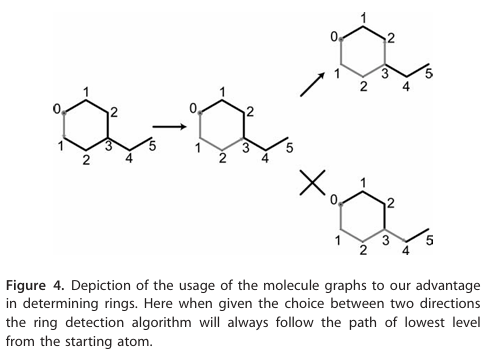 1
0 2
1 3 5
2 4
1
0 2
1 3 5
2 4
1
0 2
1 3 5
2 4
1
0 2
1 3 5
2 4
Figure 4. Depiction of the usage of the molecule graphs to our advantage
in determining rings. Here when given the choice between two directions
the ring detection algorithm will always follow the path of lowest level
from the starting atom.